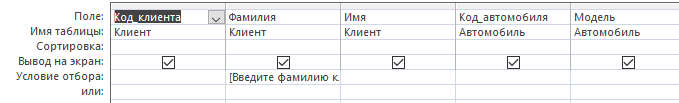 Поле: Код_клиента Фамилия Имя Код_автомобиля Модель
Имя таблицы: Клиент Клиент Клиент Автомобиль Автомобиль
Сортировка:
Вывод на экран:
Условие отбора: [Введите фамилию к
или: